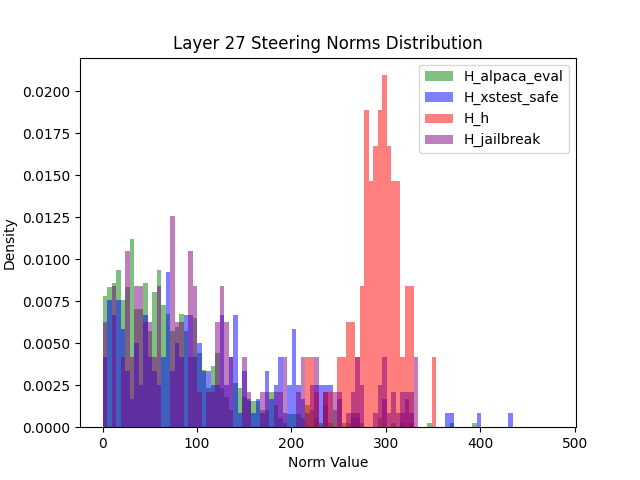 Layer 27 Steering Norms Distribution
H_alpaca_eval
H_xstest_safe
H_h
H_jailbreak
Density
0.0200
0.0175
0.0150
0.0125
0.0100
0.0075
0.0050
0.0025
0.0000
0 100 200 300 400 500
Norm Value